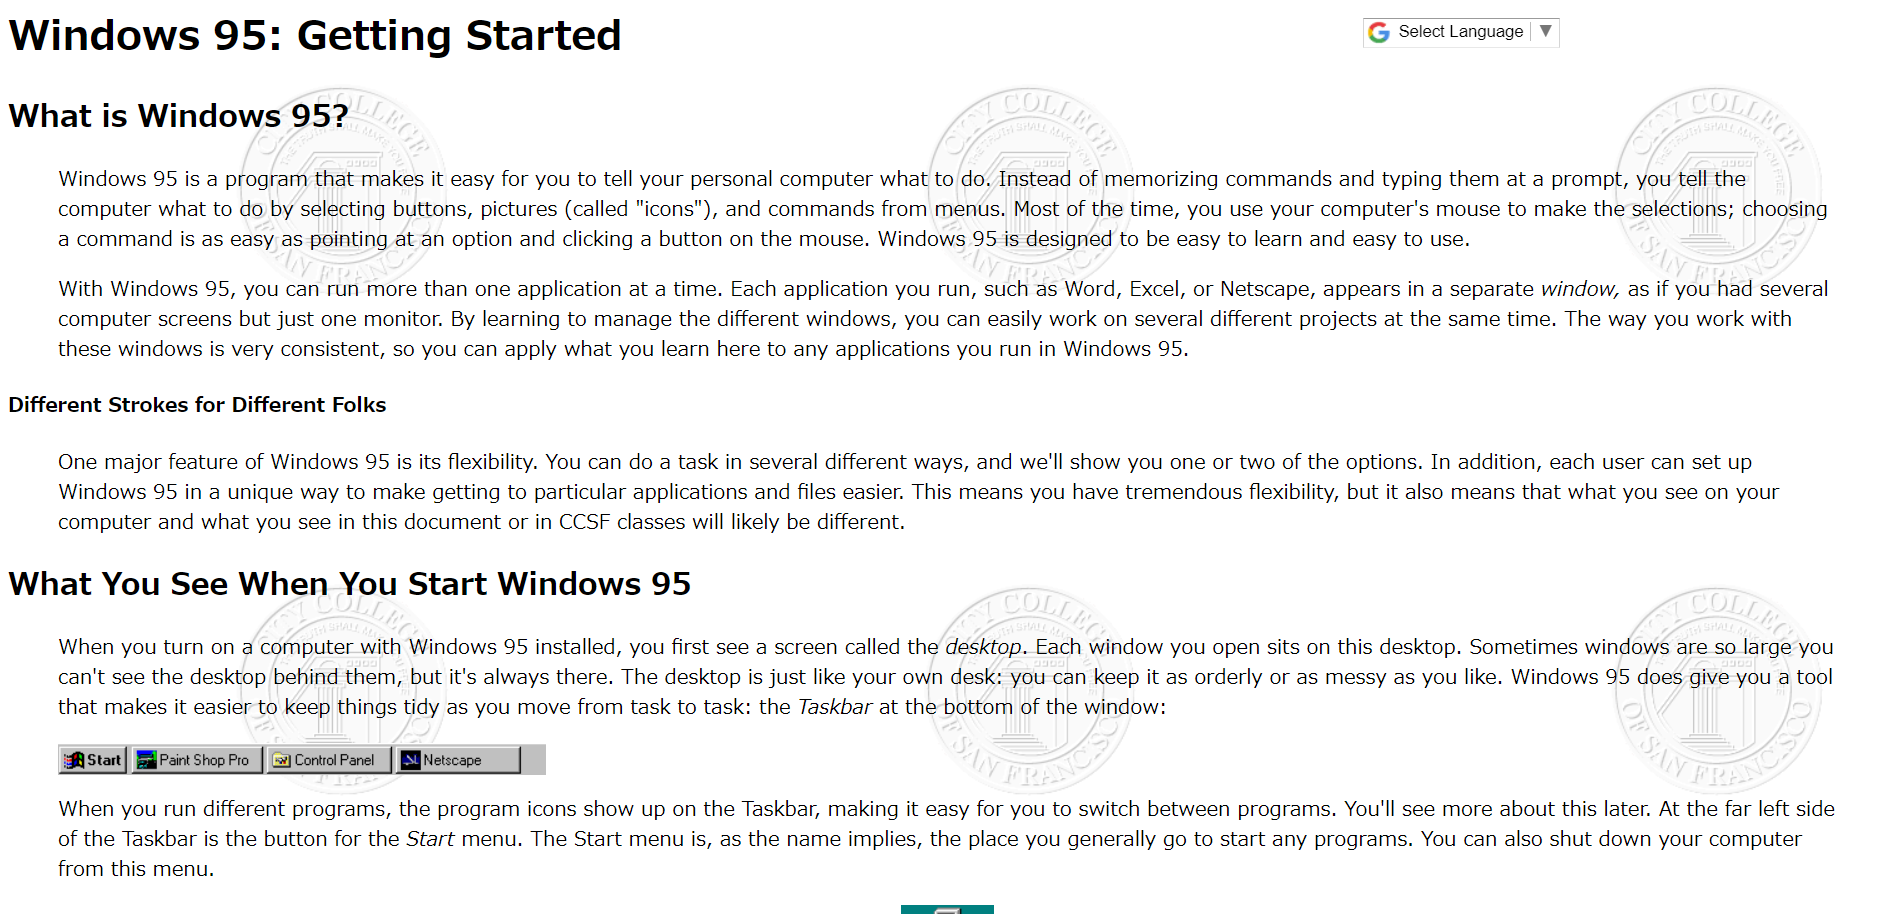 Windows 95: Getting Started
Select Language ▼
What is Windows 95?
Windows 95 is a program that makes it easy for you to tell your personal computer what to do. Instead of memorizing commands and typing them at a prompt, you tell the
computer what to do by selecting buttons, pictures (called "icons"), and commands from menus. Most of the time, you use your computer's mouse to make the selections; choosing
a command is as easy as pointing at an option and clicking a button on the mouse. Windows 95 is designed to be easy to learn and easy to use.
With Windows 95, you can run more than one application at a time. Each application you run, such as Word, Excel, or Netscape, appears in a separate window, as if you had several
computer screens but just one monitor. By learning to manage the different windows, you can easily work on several different projects at the same time. The way you work with
these windows is very consistent, so you can apply what you learn here to any applications you run in Windows 95.
Different Strokes for Different Folks
One major feature of Windows 95 is its flexibility. You can do a task in several different ways, and we'll show you one or two of the options. In addition, each user can set up
Windows 95 in a unique way to make getting to particular applications and files easier. This means you have tremendous flexibility, but it also means that what you see on your
computer and what you see in this document or in CCSF classes will likely be different.
What You See When You Start Windows 95
When you turn on a computer with Windows 95 installed, you first see a screen called the desktop. Each window you open sits on this desktop. Sometimes windows are so large you
can't see the desktop behind them, but it's always there. The desktop is just like your own desk: you can keep it as orderly or as messy as you like. Windows 95 does give you a tool
that makes it easier to keep things tidy as you move from task to task: the Taskbar at the bottom of the window:
Start Paint Shop Pro Control Panel Netscape
When you run different programs, the program icons show up on the Taskbar, making it easy for you to switch between programs. You'll see more about this later. At the far left side
of the Taskbar is the button for the Start menu. The Start menu is, as the name implies, the place you generally go to start any programs. You can also shut down your computer
from this menu.
CITY COLLEGE
OF SAN FRANCISCO
THE TRUTH SHALL MAKE YOU FREE